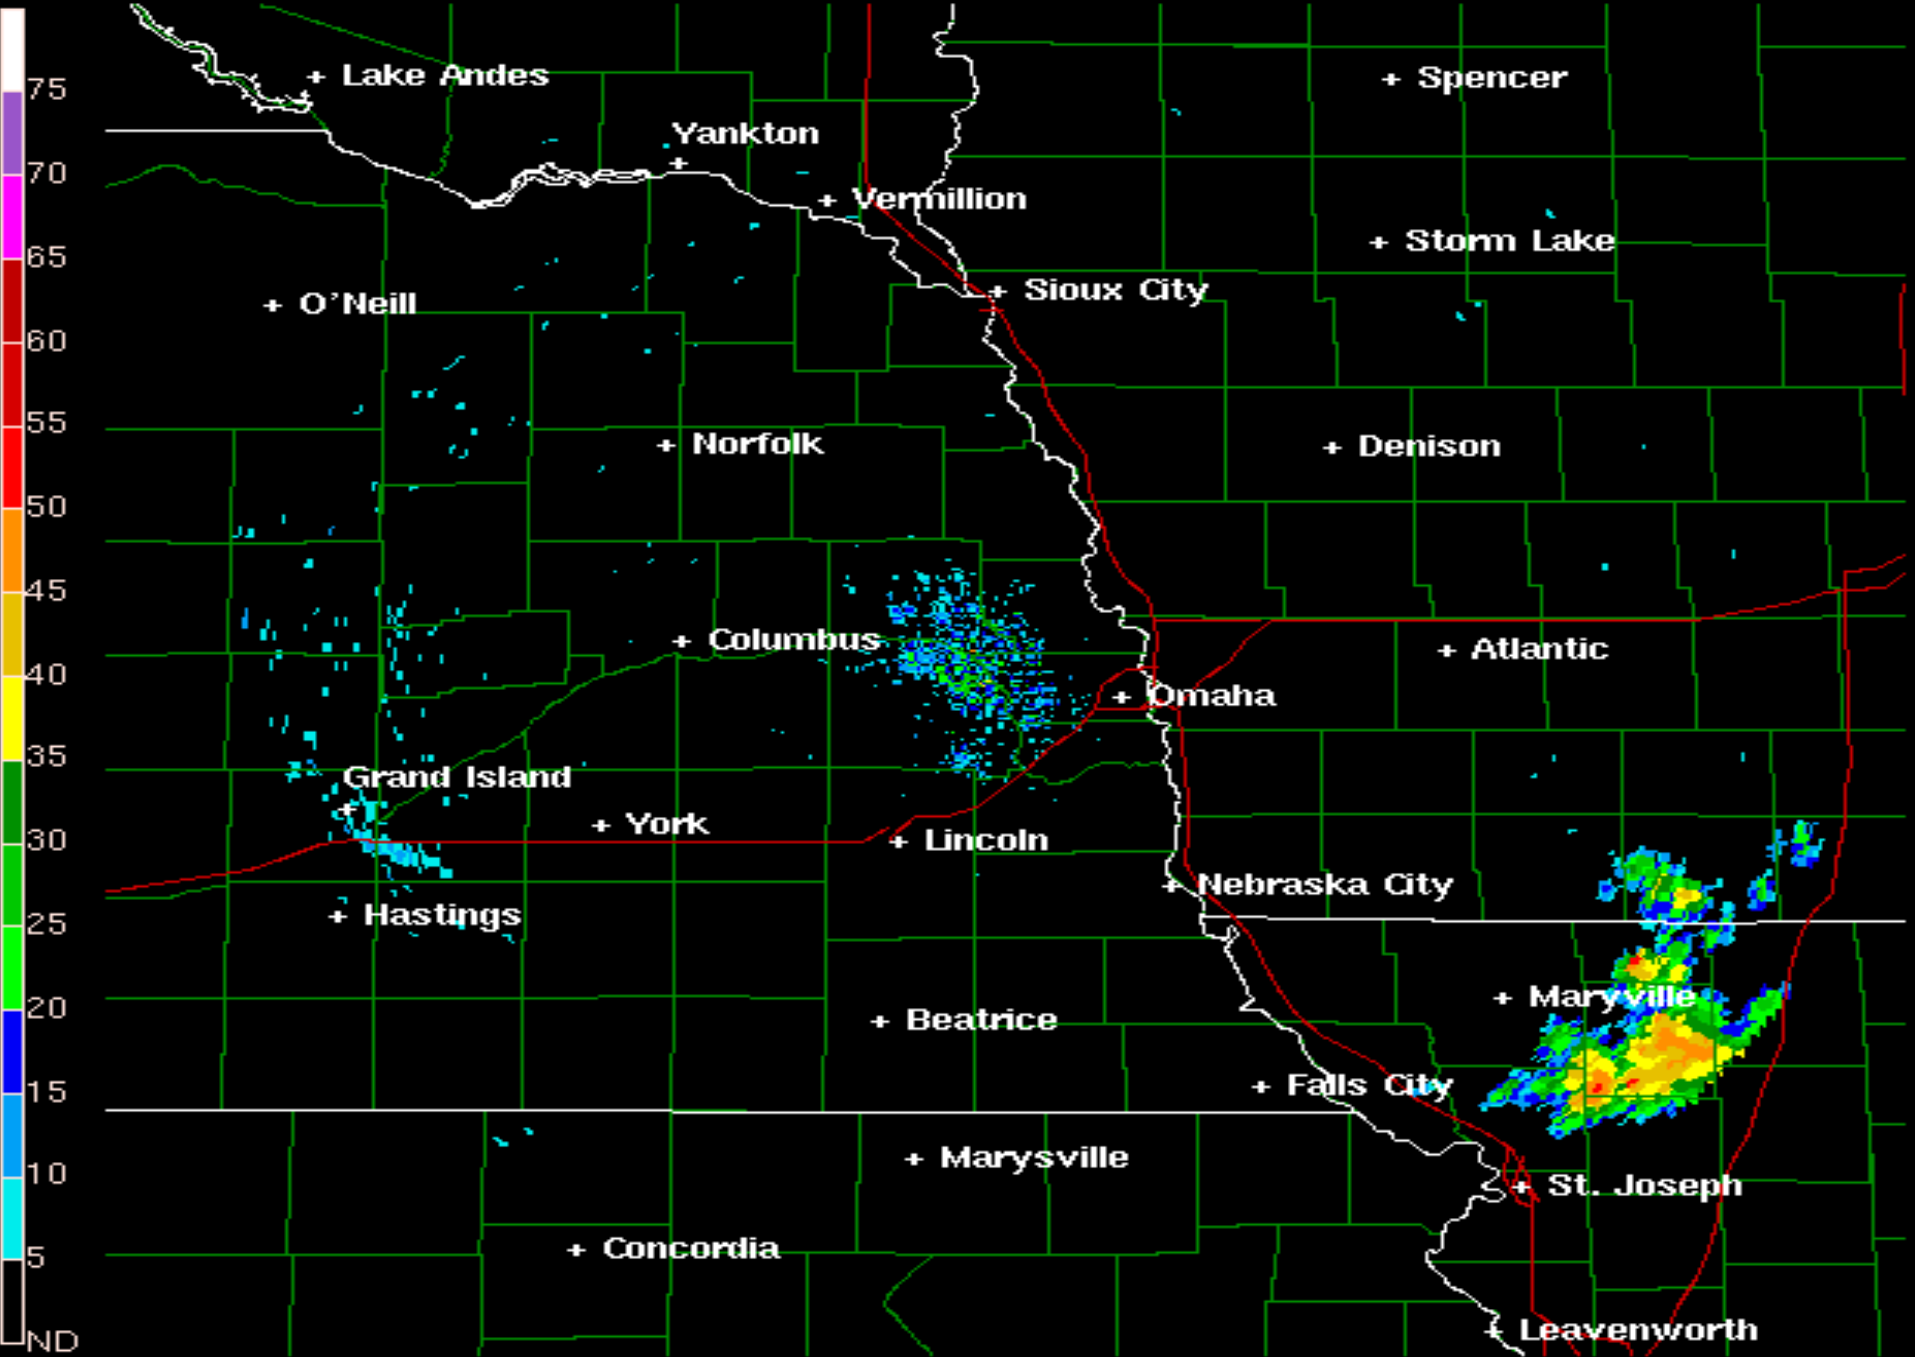 75
70
65
60
55
50
45
40
35
30
25
20
15
10
5
ND
Lake Andes
Spencer
Yankton
Vermillion
Storm Lake
Sioux City
O'Neill
Norfolk
Denison
Columbus
Atlantic
Omaha
Grand Island
York
Lincoln
Nebraska City
Hastings
Maryville
Beatrice
Falls City
Marysville
St. Joseph
Concordia
Leavenworth